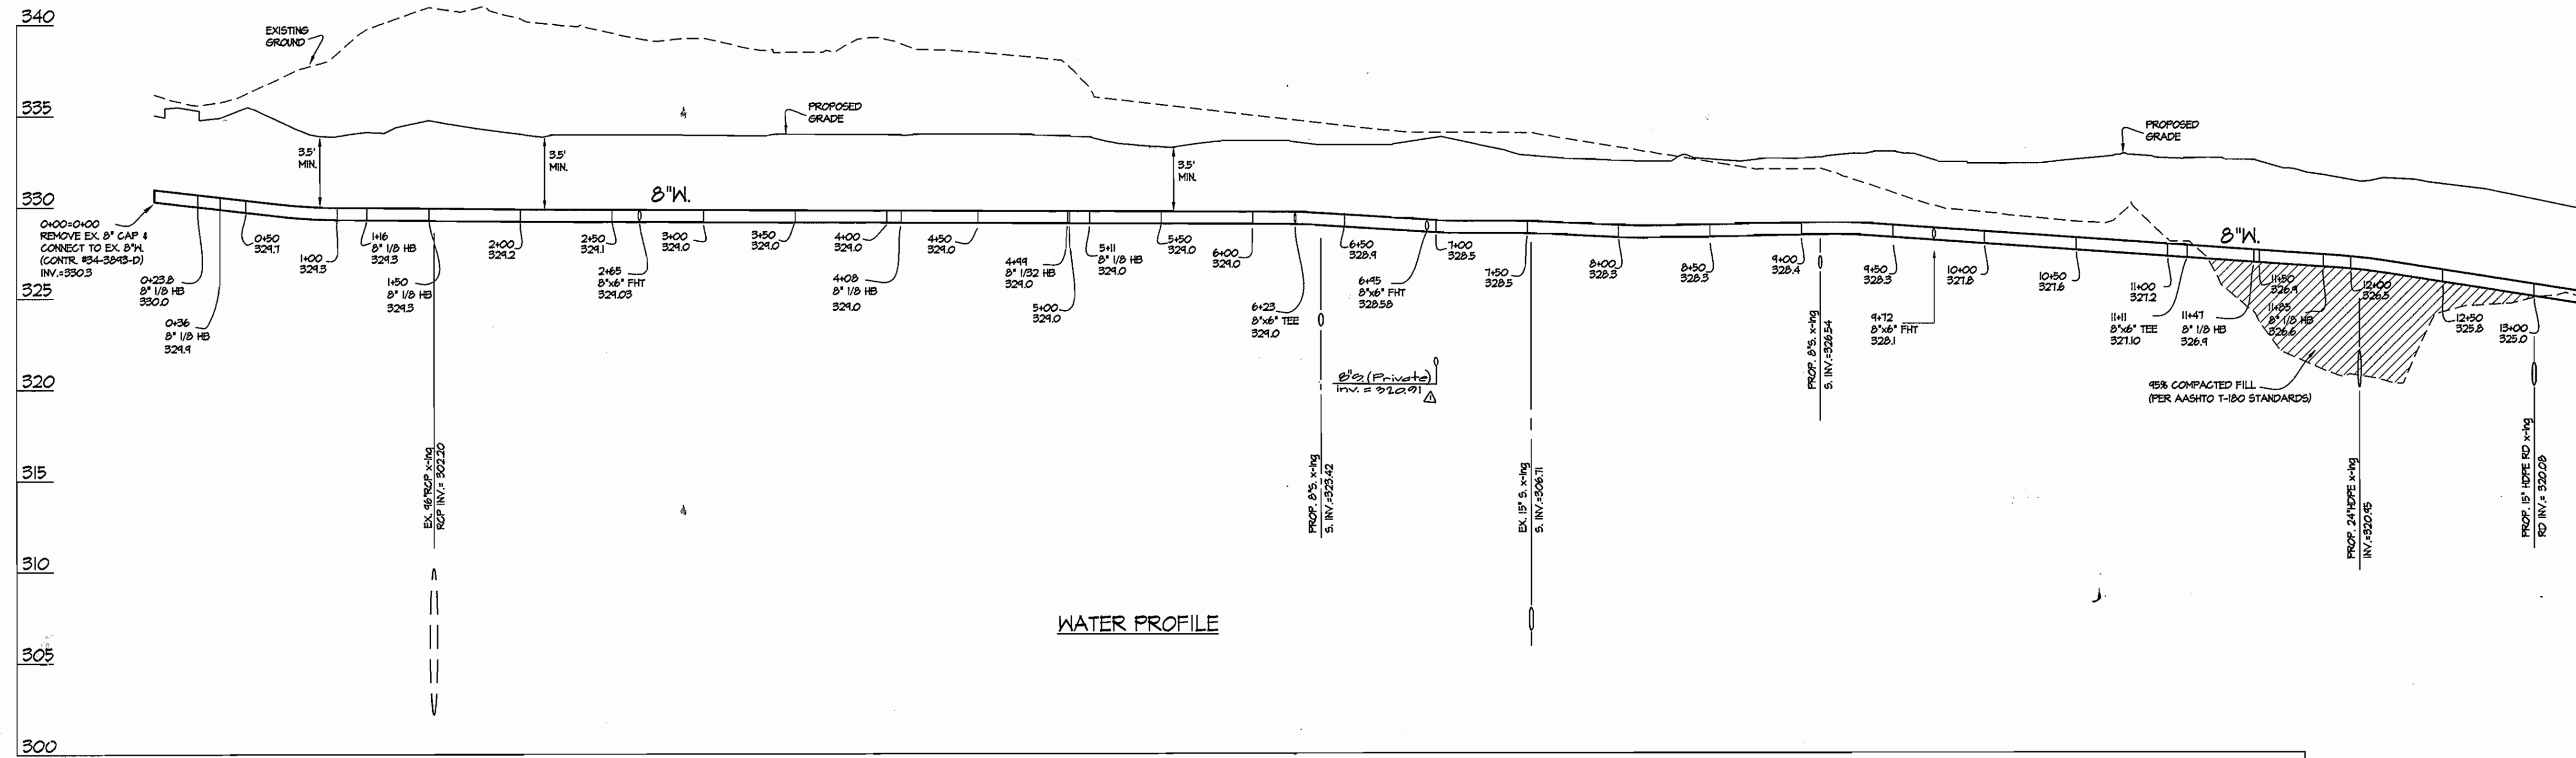 340
335
330
325
320
315
310
305
300
EXISTING
GROUND
PROPOSED
GRADE
PROPOSED
GRADE
3.5'
MIN.
3.5'
MIN.
3.5'
MIN.
8"W.
8"W.
0+00=0+00
REMOVE EX. 8" CAP &
CONNECT TO EX. 8"W.
(CONTR. #34-3893-D)
INV.=330.3
0+23.8
8" 1/8 HB
330.0
0+36
8" 1/8 HB
329.9
0+50
329.7
1+00
329.3
1+16
8" 1/8 HB
329.3
1+50
8" 1/8 HB
329.3
EX. 96"RCP x-ing
RCP INV.= 302.20
2+00
329.2
2+50
329.1
2+65
8"x6" FHT
329.03
3+00
329.0
3+50
329.0
4+00
329.0
4+08
8" 1/8 HB
329.0
4+50
329.0
4+99
8" 1/32 HB
329.0
5+00
329.0
5+11
8" 1/8 HB
329.0
5+50
329.0
6+00
329.0
6+23
8"x6" TEE
329.0
PROP. 8"S. x-ing
S. INV.=323.42
6+50
328.9
6+95
8"x6" FHT
328.58
7+00
328.5
8"S.(Private)
inv. = 320.91
1
7+50
328.5
EX. 15" S. x-ing
S. INV.=306.71
8+00
328.3
8+50
328.3
9+00
328.4
PROP. 8"S. x-ing
S. INV.=326.54
9+50
328.3
9+72
8"x6" FHT
328.1
10+00
327.8
10+50
327.6
11+00
327.2
11+11
8"x6" TEE
327.10
11+47
8" 1/8 HB
326.9
11+50
326.9
11+85
8" 1/8 HB
326.6
12+00
326.5
12+50
325.8
13+00
325.0
95% COMPACTED FILL
(PER AASHTO T-180 STANDARDS)
PROP. 24"HDPE x-ing
INV.=320.95
PROP. 15" HDPE RD x-ing
RD INV.= 320.08
WATER PROFILE